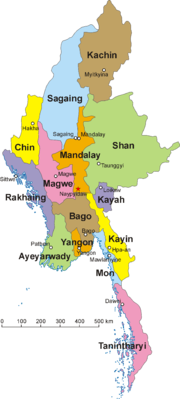 Kachin
Myitkyina
Sagaing
Hakha
Sagaing
Mandalay
Shan
Chin
Mandalay
Taunggyi
Magwe
Sittwe
Magwe
Loikaw
Naypyidaw
Kayah
Rakhaing
Bago
Bago
Kayin
Pathein
Yangon
Hpa-an
Yangon
Mawlamyine
Ayeyarwady
Mon
Dawei
0 100 200 300 400 500 km
Tanintharyi